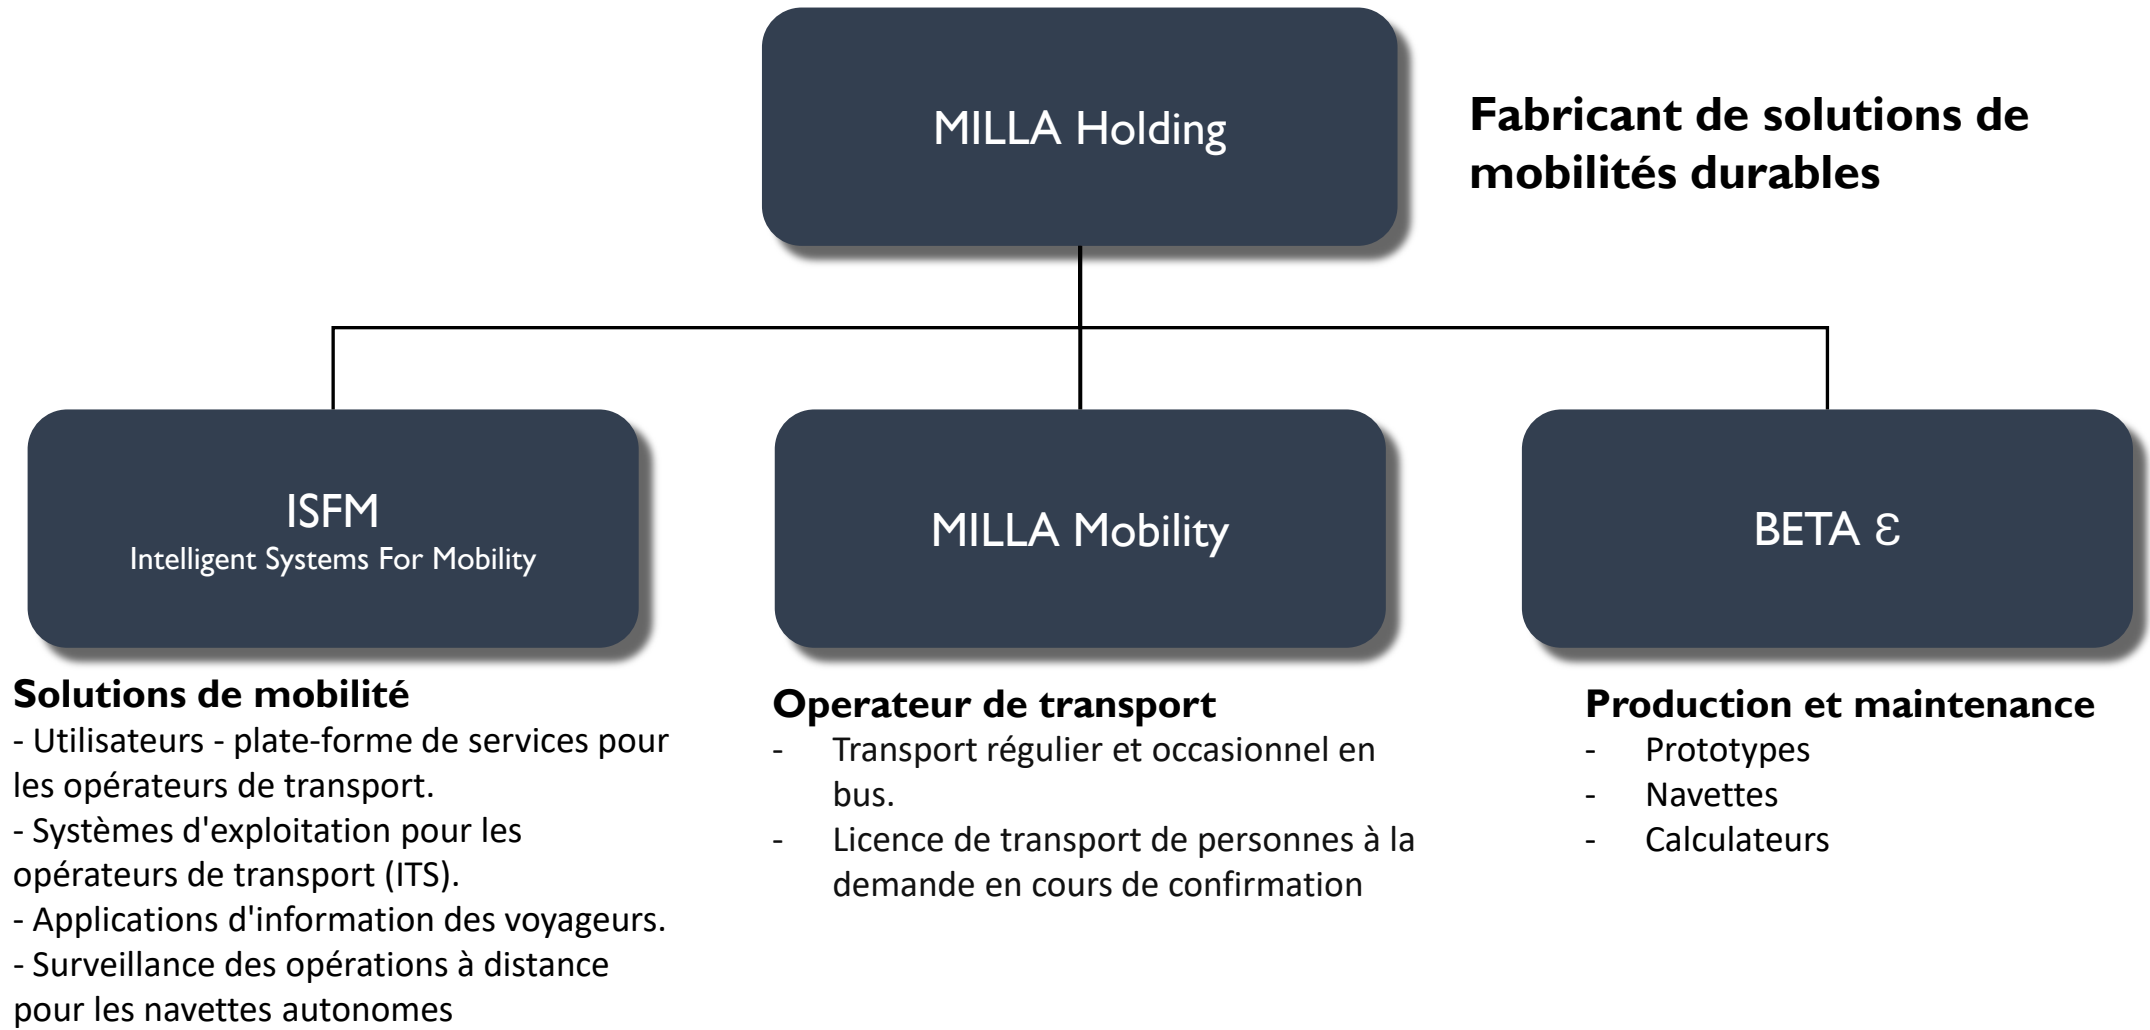 MILLA Holding
Fabricant de solutions de
mobilités durables
ISFM
Intelligent Systems For Mobility
MILLA Mobility
BETA Ɛ
Solutions de mobilité
- Utilisateurs - plate-forme de services pour
les opérateurs de transport.
- Systèmes d'exploitation pour les
opérateurs de transport (ITS).
- Applications d'information des voyageurs.
- Surveillance des opérations à distance
pour les navettes autonomes
Operateur de transport
- Transport régulier et occasionnel en
bus.
- Licence de transport de personnes à la
demande en cours de confirmation
Production et maintenance
- Prototypes
- Navettes
- Calculateurs